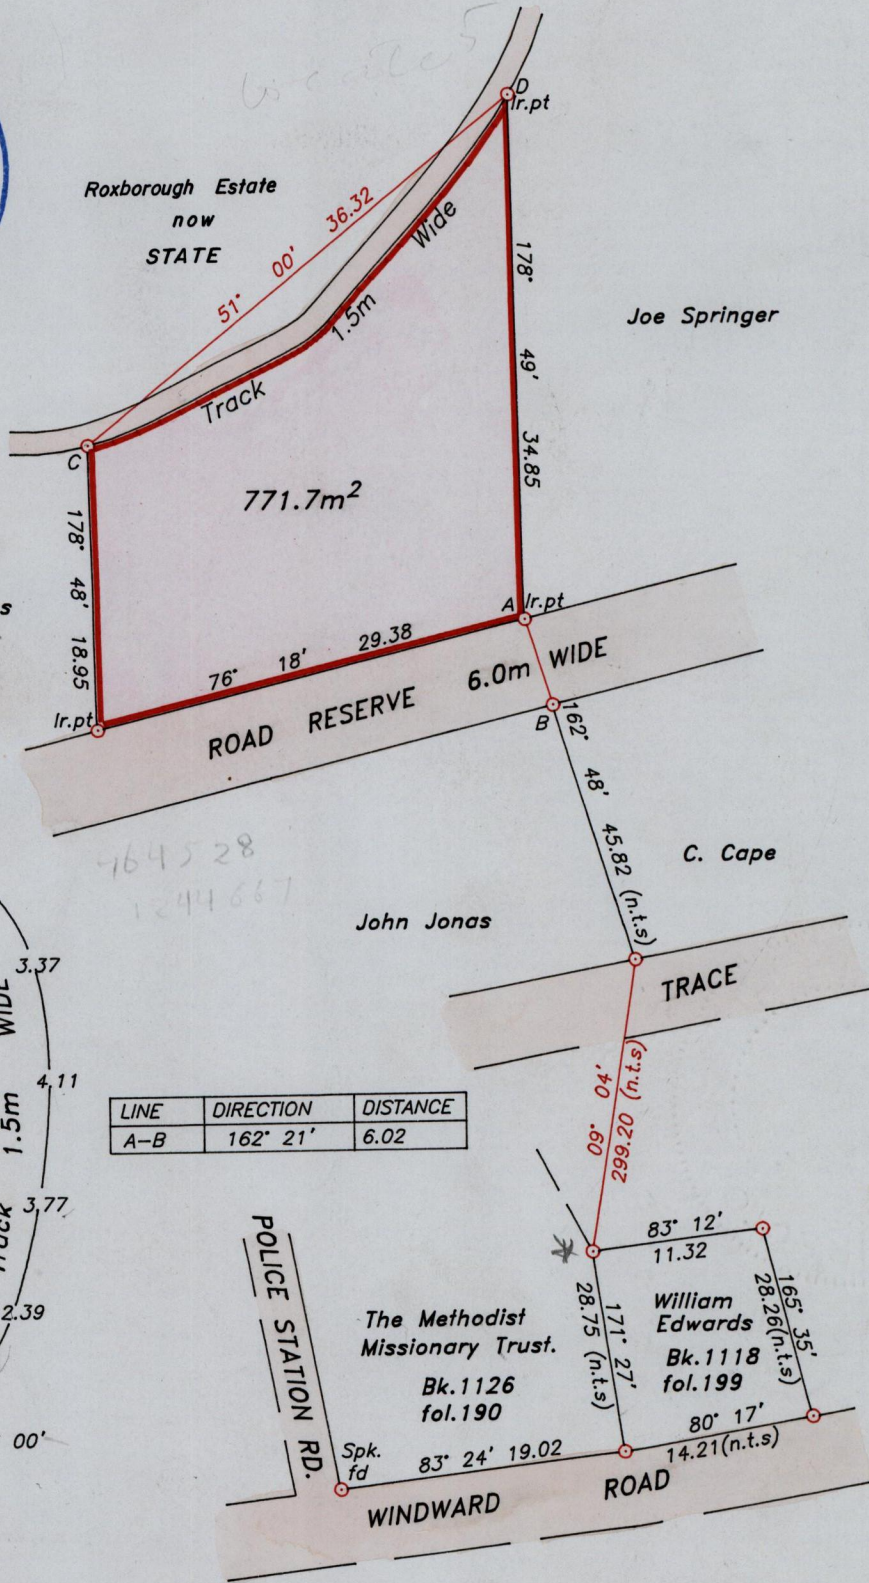 D
Ir.pt
Roxborough Estate
now
STATE
51° 00' 36.32
Track 1.5m Wide
Joe Springer
178° 49' 34.85
C
771.7m²
178° 48' 18.95
s
A Ir.pt
76° 18' 29.38
Ir.pt
ROAD RESERVE 6.0m WIDE
B
162° 48' 45.82 (n.t.s)
464528
1244667
C. Cape
John Jonas
TRACE
3.37
4.11
3.77
2.39
1.5m WIDE
00'
LINE DIRECTION DISTANCE
A–B 162° 21' 6.02
09° 04'
299.20 (n.t.s)
83° 12'
11.32
POLICE STATION RD.
The Methodist
Missionary Trust.
Bk.1126
fol.190
171° 27'
28.75 (n.t.s)
William
Edwards
Bk.1118
fol.199
165° 35'
28.26(n.t.s)
Spk.
fd
83° 24' 19.02
80° 17'
14.21(n.t.s)
WINDWARD ROAD